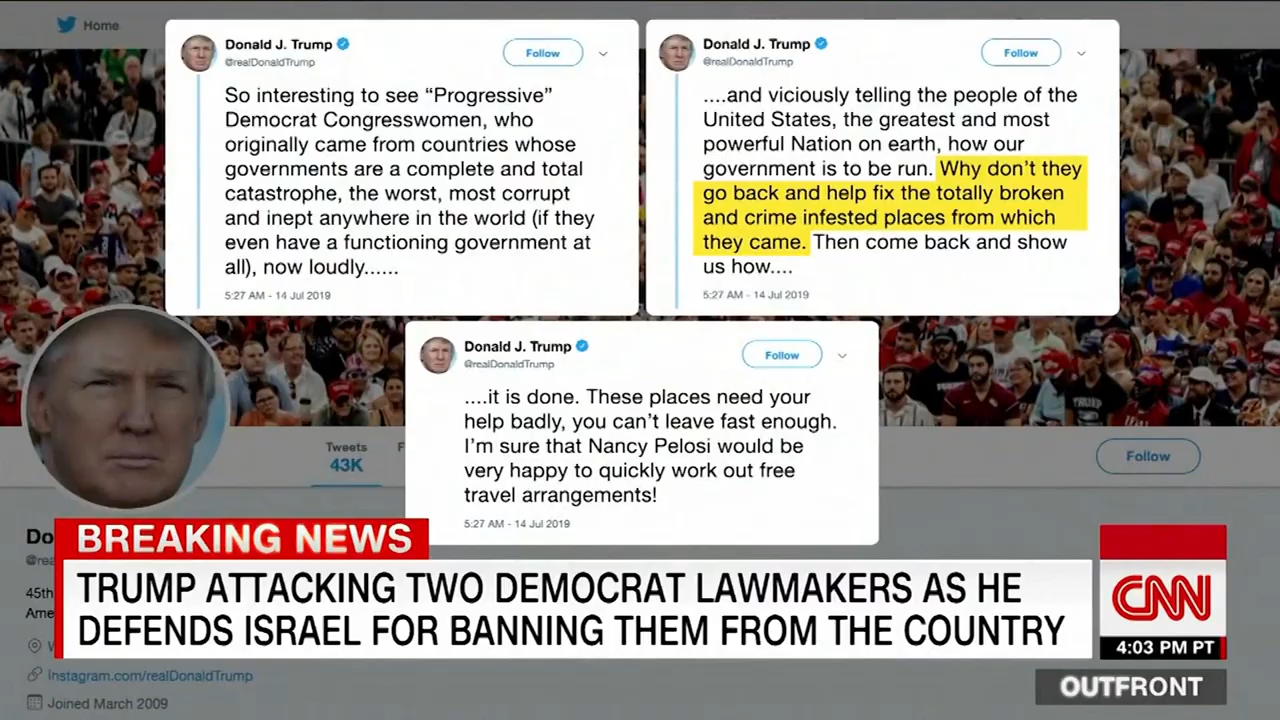 Home
Donald J. Trump
@realDonaldTrump
Follow
So interesting to see “Progressive”
Democrat Congresswomen, who
originally came from countries whose
governments are a complete and total
catastrophe, the worst, most corrupt
and inept anywhere in the world (if they
even have a functioning government at
all), now loudly......
5:27 AM - 14 Jul 2019
Donald J. Trump
@realDonaldTrump
Follow
....and viciously telling the people of the
United States, the greatest and most
powerful Nation on earth, how our
government is to be run. Why don’t they
go back and help fix the totally broken
and crime infested places from which
they came. Then come back and show
us how....
5:27 AM - 14 Jul 2019
Donald J. Trump
@realDonaldTrump
Follow
....it is done. These places need your
help badly, you can’t leave fast enough.
I’m sure that Nancy Pelosi would be
very happy to quickly work out free
travel arrangements!
5:27 AM - 14 Jul 2019
Tweets
43K
Follow
TRUMP
Do
@rea
45th
Ame
W
Instagram.com/realDonaldTrump
Joined March 2009
BREAKING NEWS
TRUMP ATTACKING TWO DEMOCRAT LAWMAKERS AS HE
DEFENDS ISRAEL FOR BANNING THEM FROM THE COUNTRY
CNN
4:03 PM PT
OUTFRONT